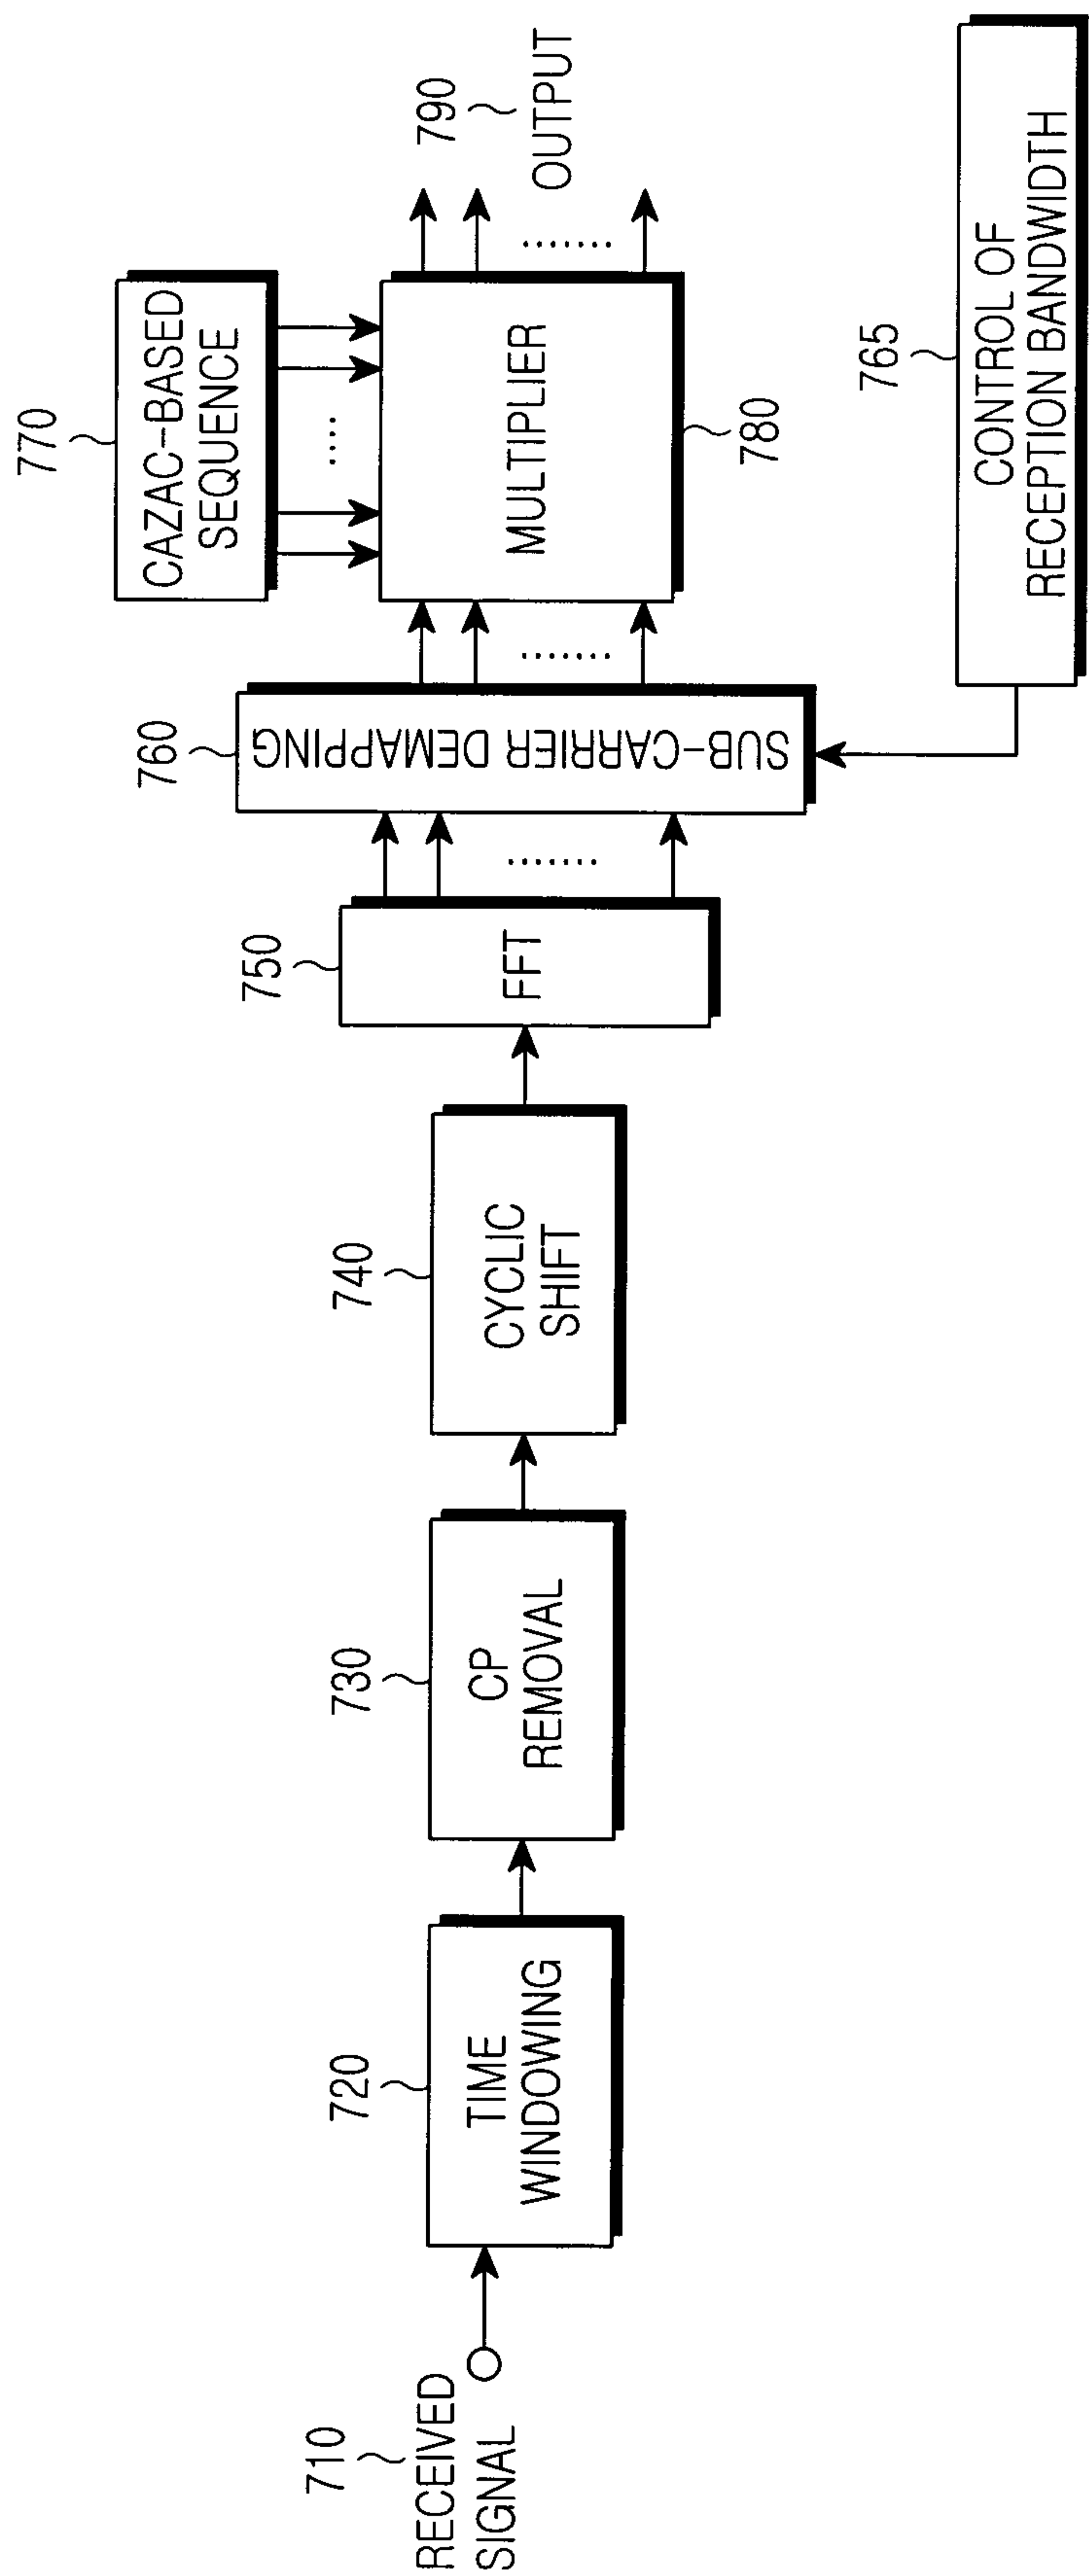 710
RECEIVED
SIGNAL
720
TIME
WINDOWING
730
CP
REMOVAL
740
CYCLIC
SHIFT
750
FFT
760
SUB-CARRIER DEMAPPING
770
CAZAC-BASED
SEQUENCE
MULTIPLIER
780
790
OUTPUT
765
CONTROL OF
RECEPTION BANDWIDTH